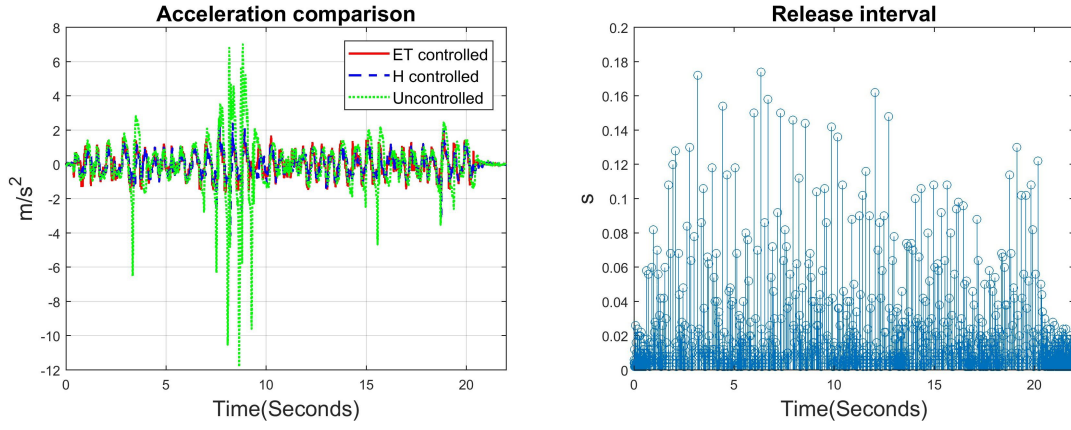 Acceleration comparison
8
6
4
2
0
-2
-4
-6
-8
-10
-12
m/s2
ET controlled
H controlled
Uncontrolled
0 5 10 15 20
Time(Seconds)
Release interval
0.2
0.18
0.16
0.14
0.12
0.1
0.08
0.06
0.04
0.02
0
s
0 5 10 15 20
Time(Seconds)